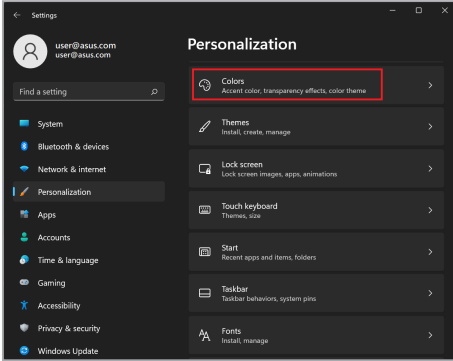 Settings
user@asus.com
user@asus.com
Find a setting
System
Bluetooth & devices
Network & internet
Personalization
Apps
Accounts
Time & language
Gaming
Accessibility
Privacy & security
Windows Update
Personalization
Colors
Accent color, transparency effects, color theme
Themes
Install, create, manage
Lock screen
Lock screen images, apps, animations
Touch keyboard
Themes, size
Start
Recent apps and items, folders
Taskbar
Taskbar behaviors, system pins
Fonts
Install, manage